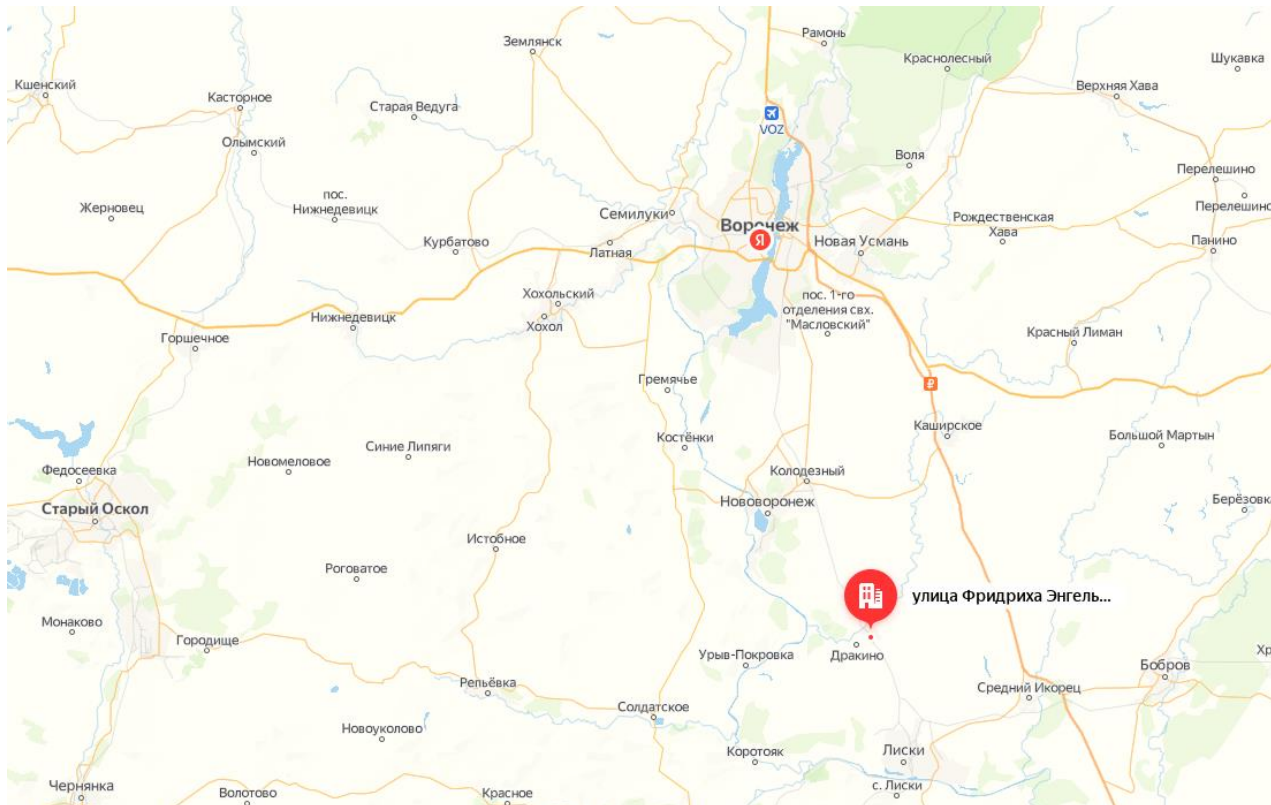 Рамонь
Землянск
Краснолесный
Шукавка
Кшенский
Верхняя Хава
Касторное
Старая Ведуга
VOZ
Олымский
Воля
Перелешино
пос.
Нижнедевицк
Перелешино
Жерновец
Семилуки
Рождественская
Хава
Воронеж
Я
Курбатово
Новая Усмань
Панино
Латная
Хохольский
пос. 1-го
отделения свх.
"Масловский"
Нижнедевицк
Хохол
Горшечное
Красный Лиман
Гремячье
₽
Каширское
Костёнки
Большой Мартын
Синие Липяги
Новомеловое
Федосеевка
Колодезный
Нововоронеж
Берёзовк
Старый Оскол
Истобное
Роговатое
улица Фридриха Энгель...
Монаково
Городище
Дракино
Урыв-Покровка
Хр
Бобров
Репьёвка
Средний Икорец
Солдатское
Новоуколово
Коротояк
Лиски
с. Лиски
Чернянка
Волотово
Красное